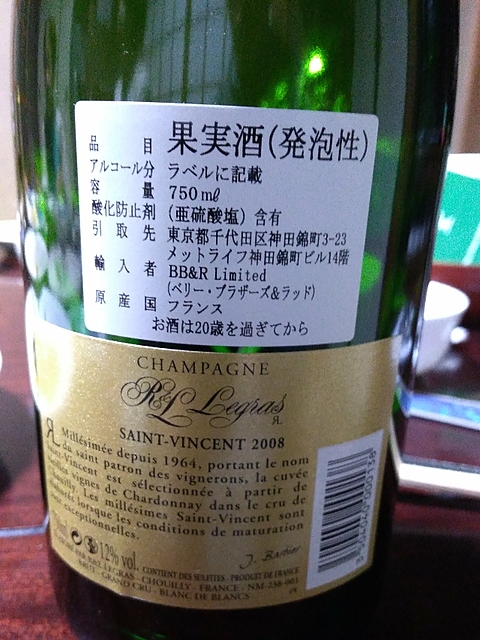 品目 果実酒(発泡性)
アルコール分 ラベルに記載
容量 750mℓ
酸化防止剤 (亜硫酸塩) 含有
引取先 東京都千代田区神田錦町3-23
メットライフ神田錦町ビル14階
輸入者 BB&R Limited
(ベリー・ブラザーズ&ラッド)
原産国 フランス
お酒は20歳を過ぎてから
CHAMPAGNE
R&L Legras
SAINT-VINCENT 2008
Millésimée depuis 1964, portant le nom
du saint patron des vignerons, la cuvée
Saint-Vincent est sélectionnée à partir de
vignes de Chardonnay dans le cru de
Chouilly. Les millésimes Saint-Vincent sont
lorsque les conditions de maturation
exceptionnelles.
J. Barbier
12% vol. CONTIENT DES SULFITES - PRODUIT DE FRANCE
PAR R&L LEGRAS - CHOUILLY - FRANCE - NM-238-001
BRUT - GRAND CRU - BLANC DE BLANCS